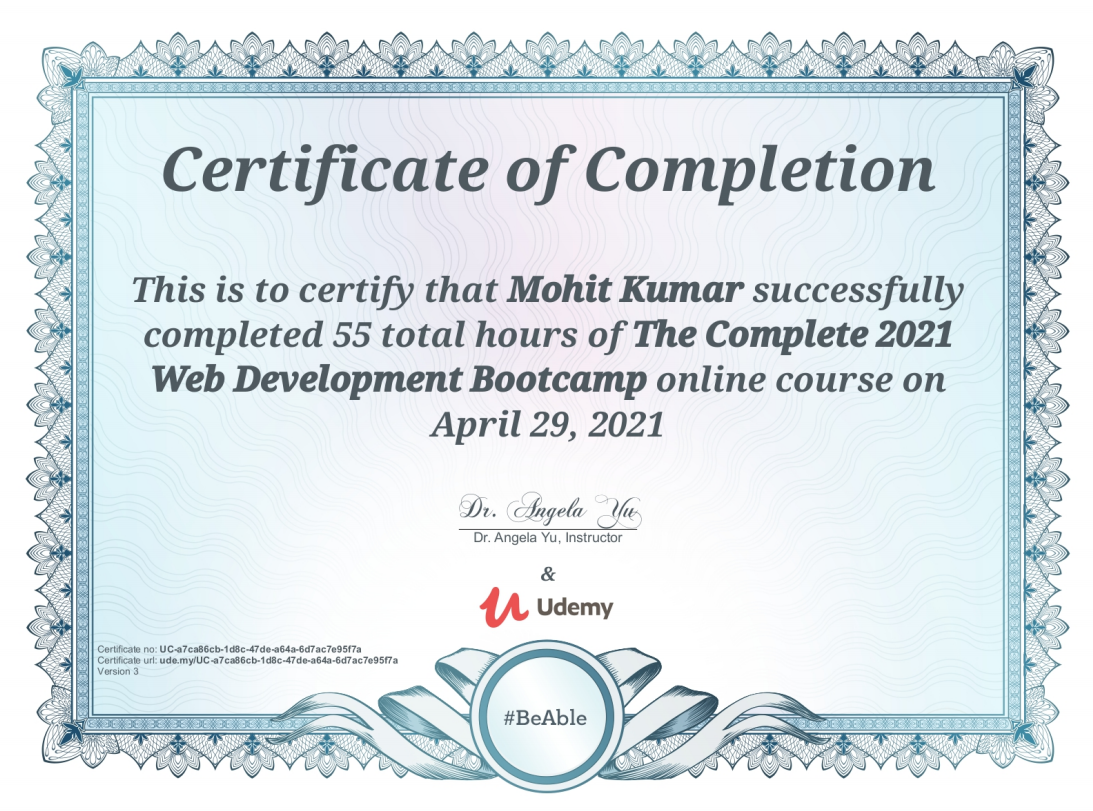 Certificate of Completion
This is to certify that Mohit Kumar successfully
completed 55 total hours of The Complete 2021
Web Development Bootcamp online course on
April 29, 2021
Dr. Angela Yu
Dr. Angela Yu, Instructor
&
Udemy
Certificate no: UC-a7ca86cb-1d8c-47de-a64a-6d7ac7e95f7a
Certificate url: ude.my/UC-a7ca86cb-1d8c-47de-a64a-6d7ac7e95f7a
Version 3
#BeAble